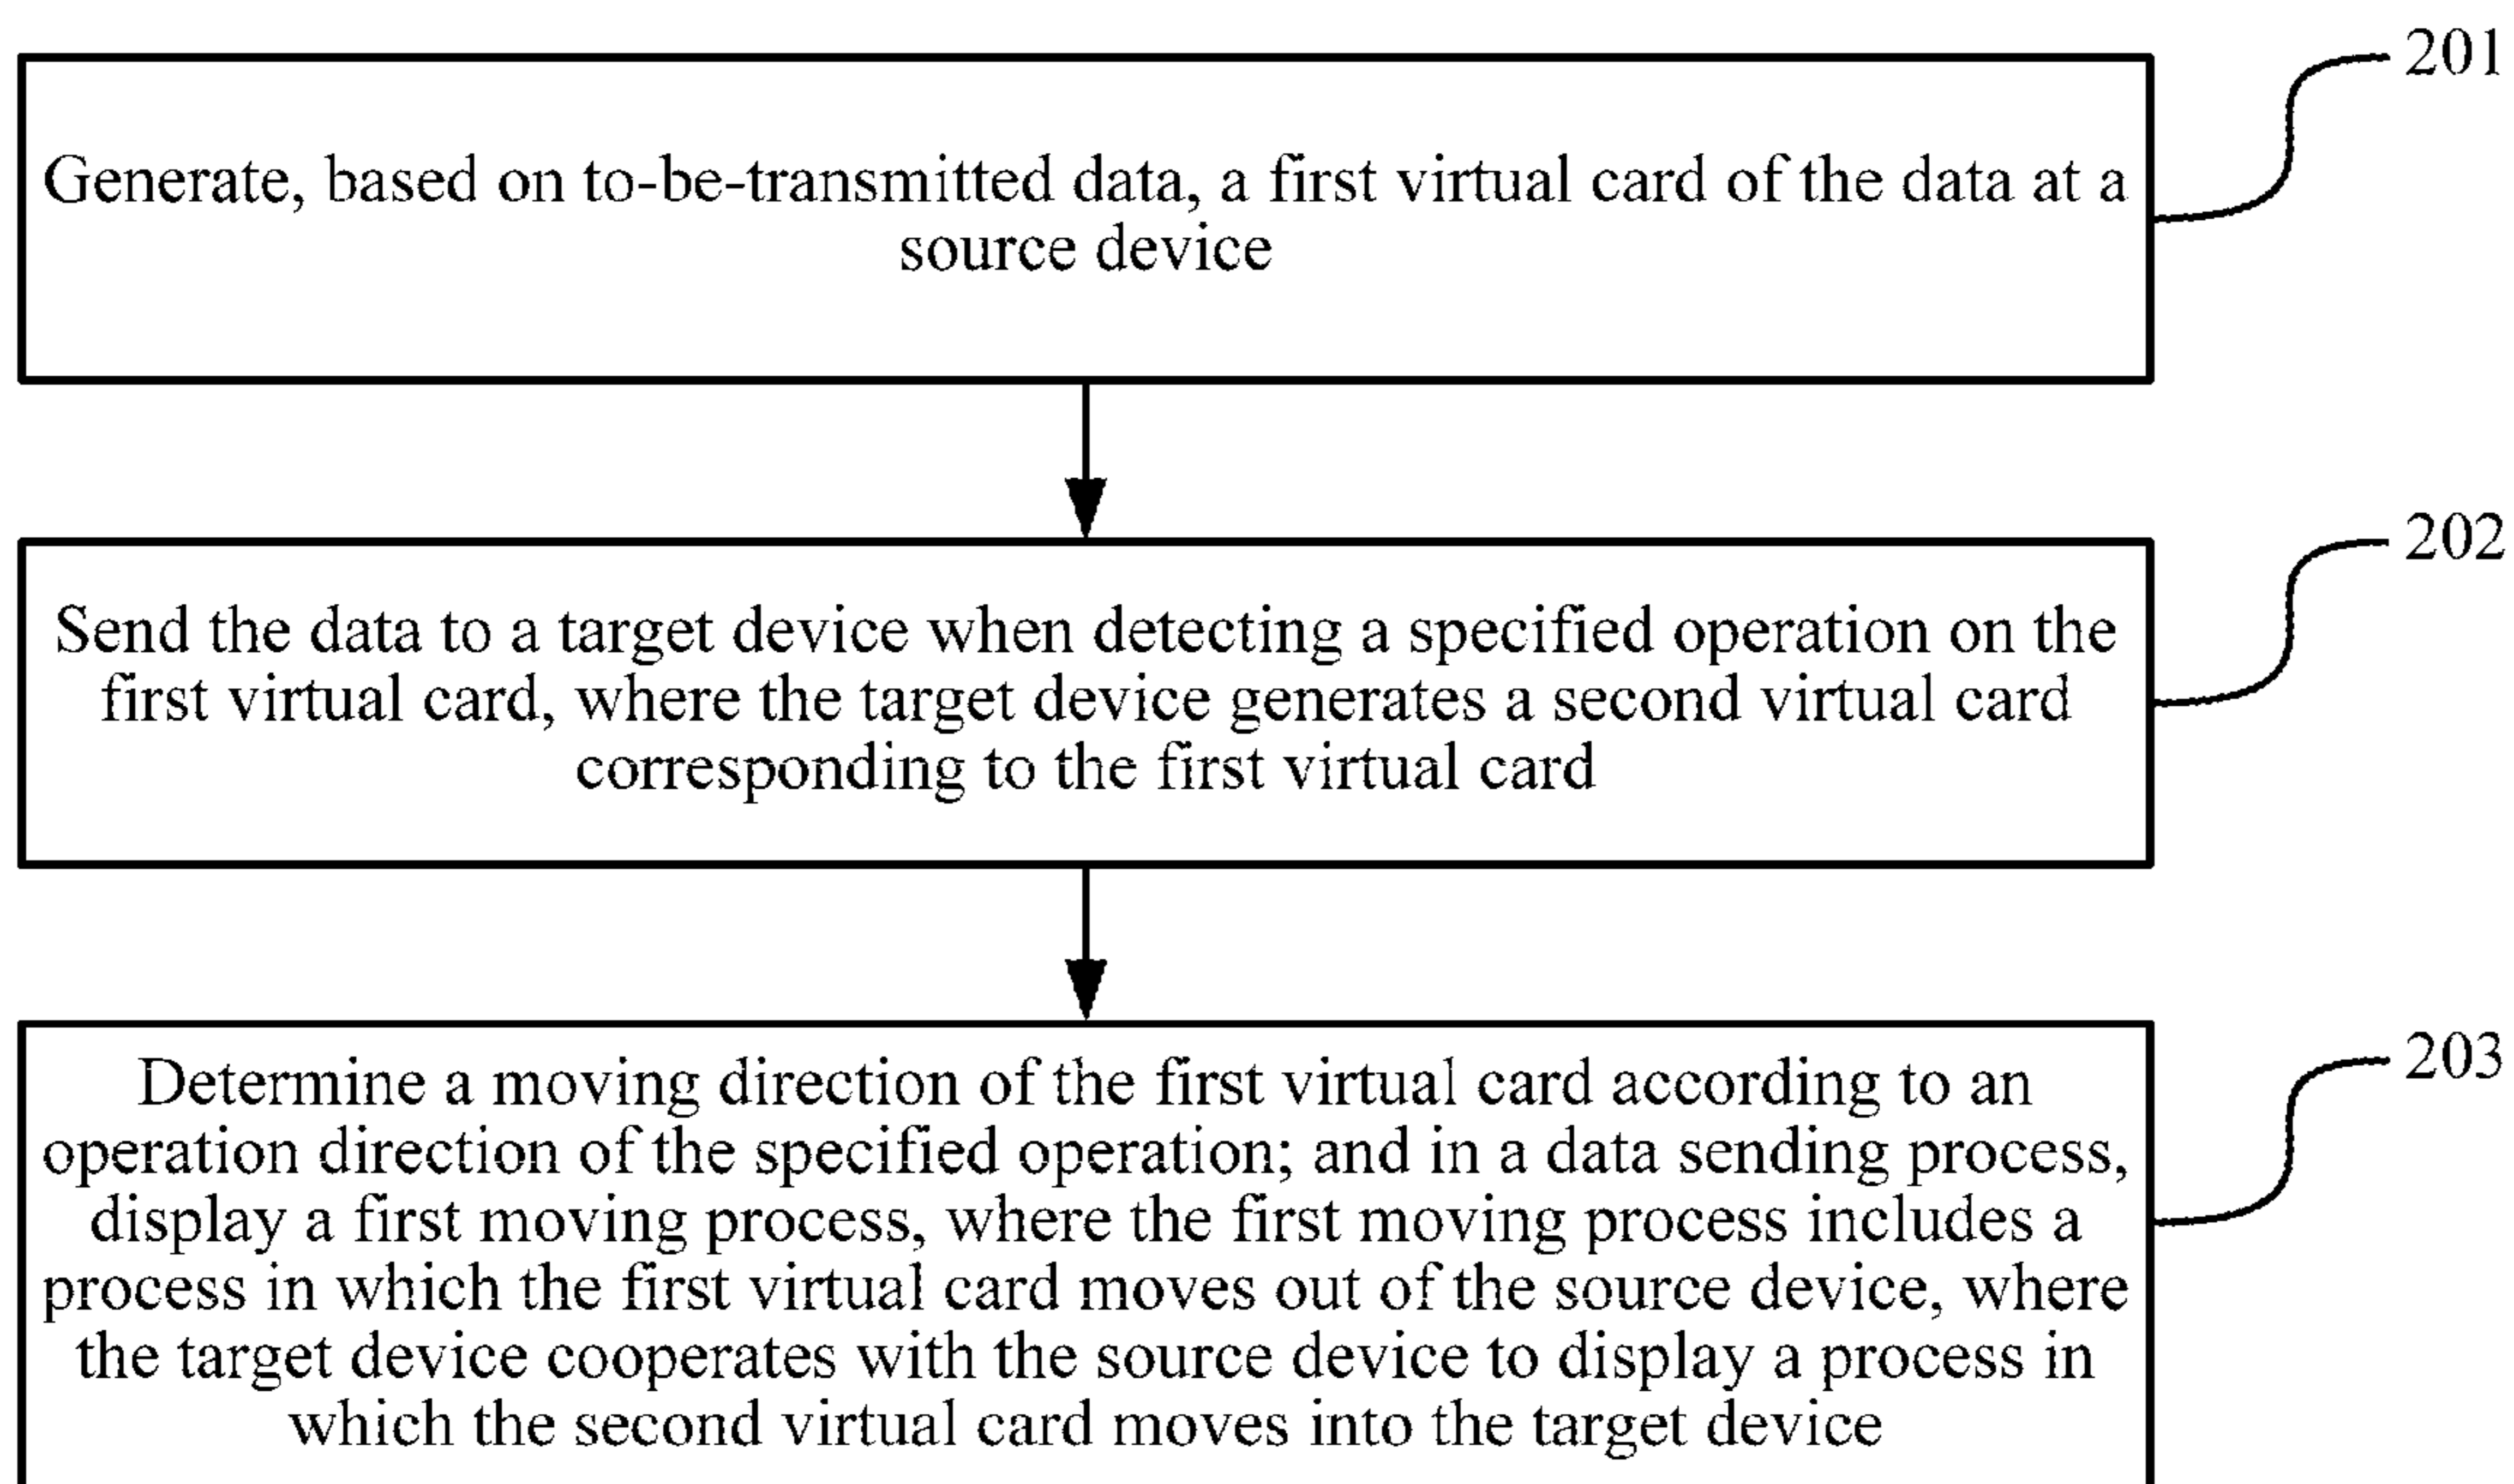 201
Generate, based on to-be-transmitted data, a first virtual card of the data at a
source device
202
Send the data to a target device when detecting a specified operation on the
first virtual card, where the target device generates a second virtual card
corresponding to the first virtual card
203
Determine a moving direction of the first virtual card according to an
operation direction of the specified operation; and in a data sending process,
display a first moving process, where the first moving process includes a
process in which the first virtual card moves out of the source device, where
the target device cooperates with the source device to display a process in
which the second virtual card moves into the target device